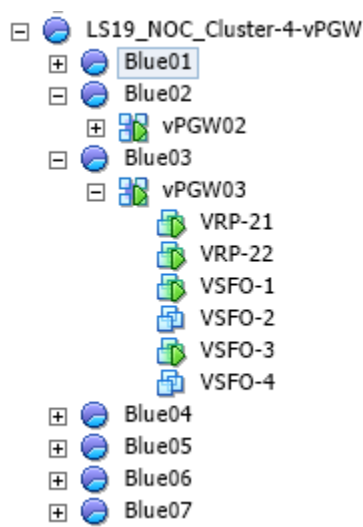 LS19_NOC_Cluster-4-vPGW
Blue01
Blue02
vPGW02
Blue03
vPGW03
VRP-21
VRP-22
VSFO-1
VSFO-2
VSFO-3
VSFO-4
Blue04
Blue05
Blue06
Blue07